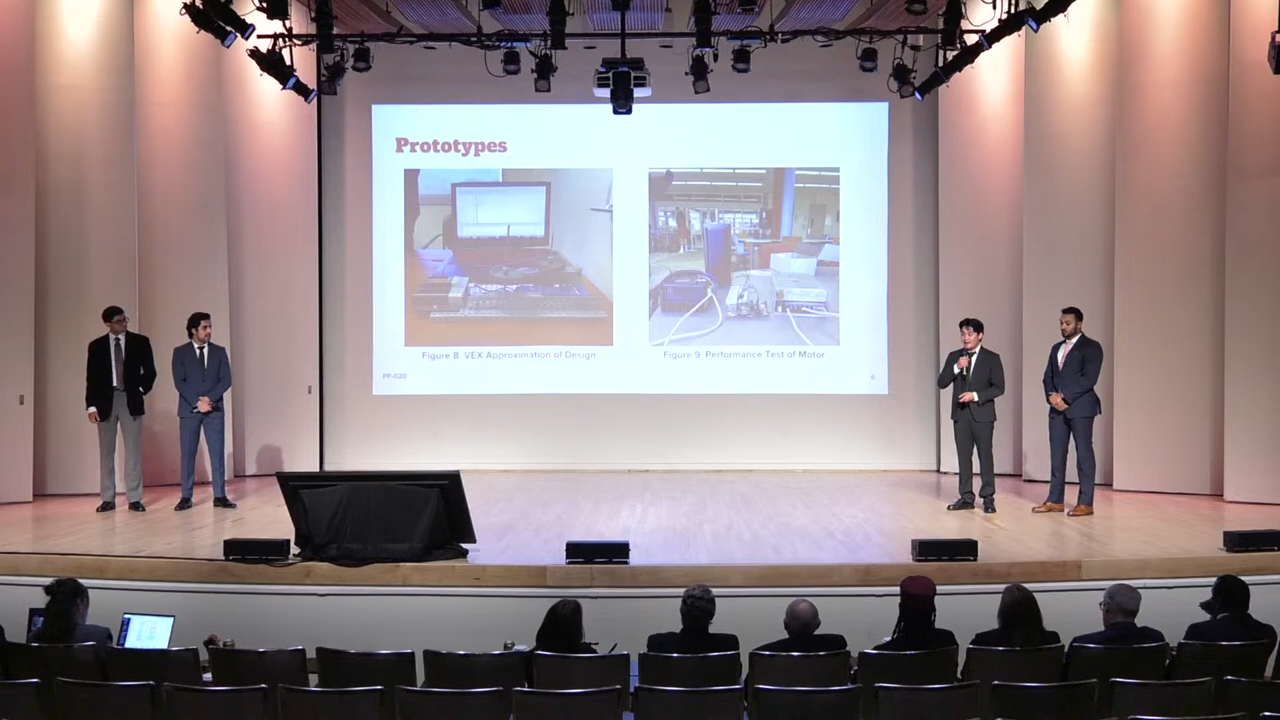 Prototypes
Figure 8. VEX Approximation of Design
Figure 9. Performance Test of Motor
PP-020